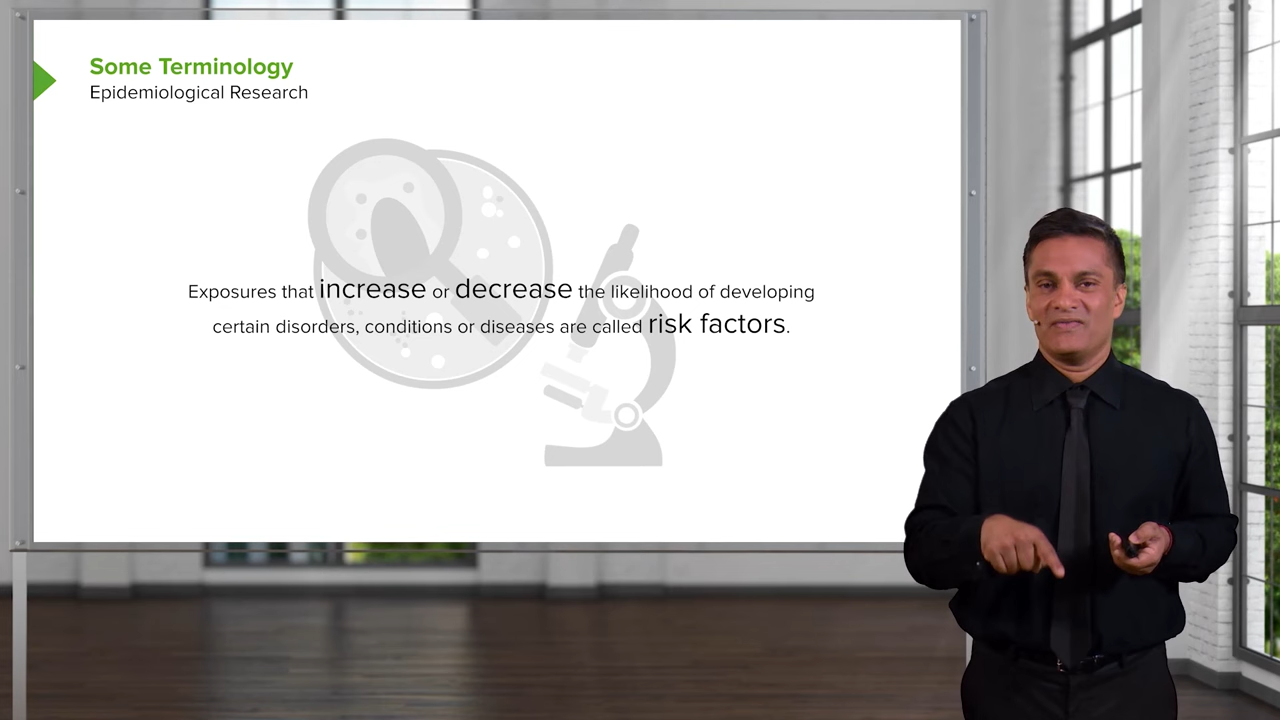 Some Terminology
Epidemiological Research
Exposures that increase or decrease the likelihood of developing
certain disorders, conditions or diseases are called risk factors.